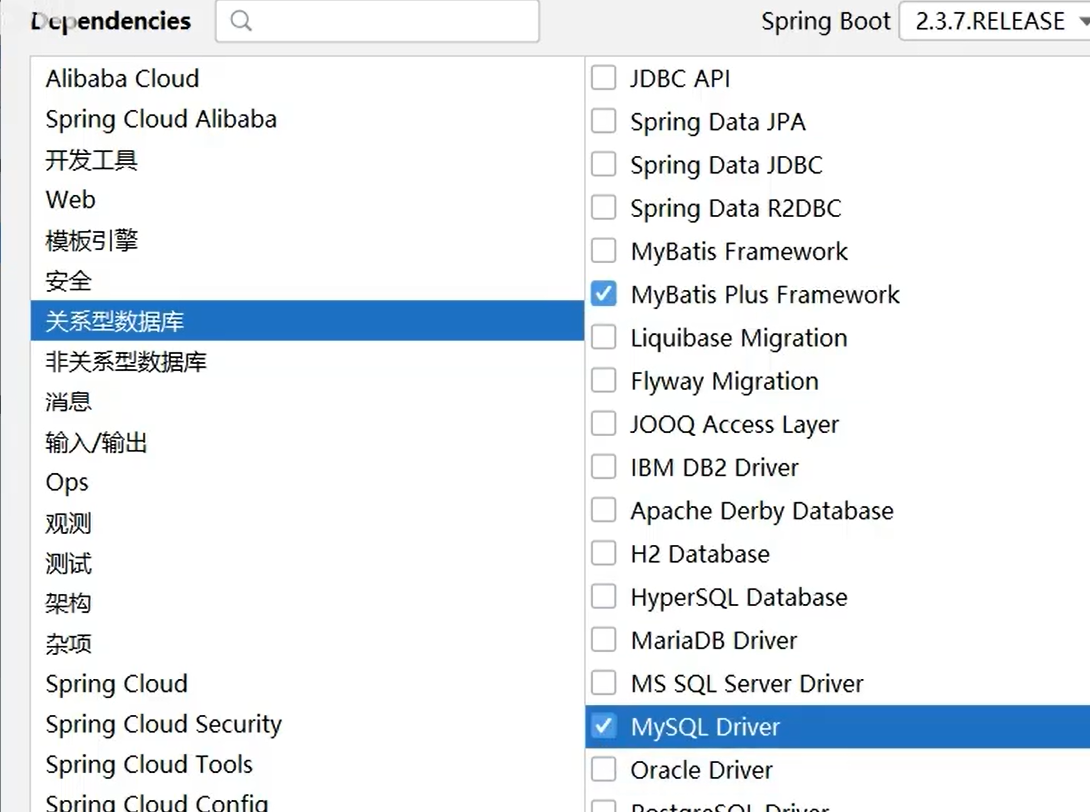 Dependencies
Spring Boot 2.3.7.RELEASE
Alibaba Cloud
Spring Cloud Alibaba
开发工具
Web
模板引擎
安全
关系型数据库
非关系型数据库
消息
输入/输出
Ops
观测
测试
架构
杂项
Spring Cloud
Spring Cloud Security
Spring Cloud Tools
Spring Cloud Config
JDBC API
Spring Data JPA
Spring Data JDBC
Spring Data R2DBC
MyBatis Framework
MyBatis Plus Framework
Liquibase Migration
Flyway Migration
JOOQ Access Layer
IBM DB2 Driver
Apache Derby Database
H2 Database
HyperSQL Database
MariaDB Driver
MS SQL Server Driver
MySQL Driver
Oracle Driver
PostgreSQL Driver